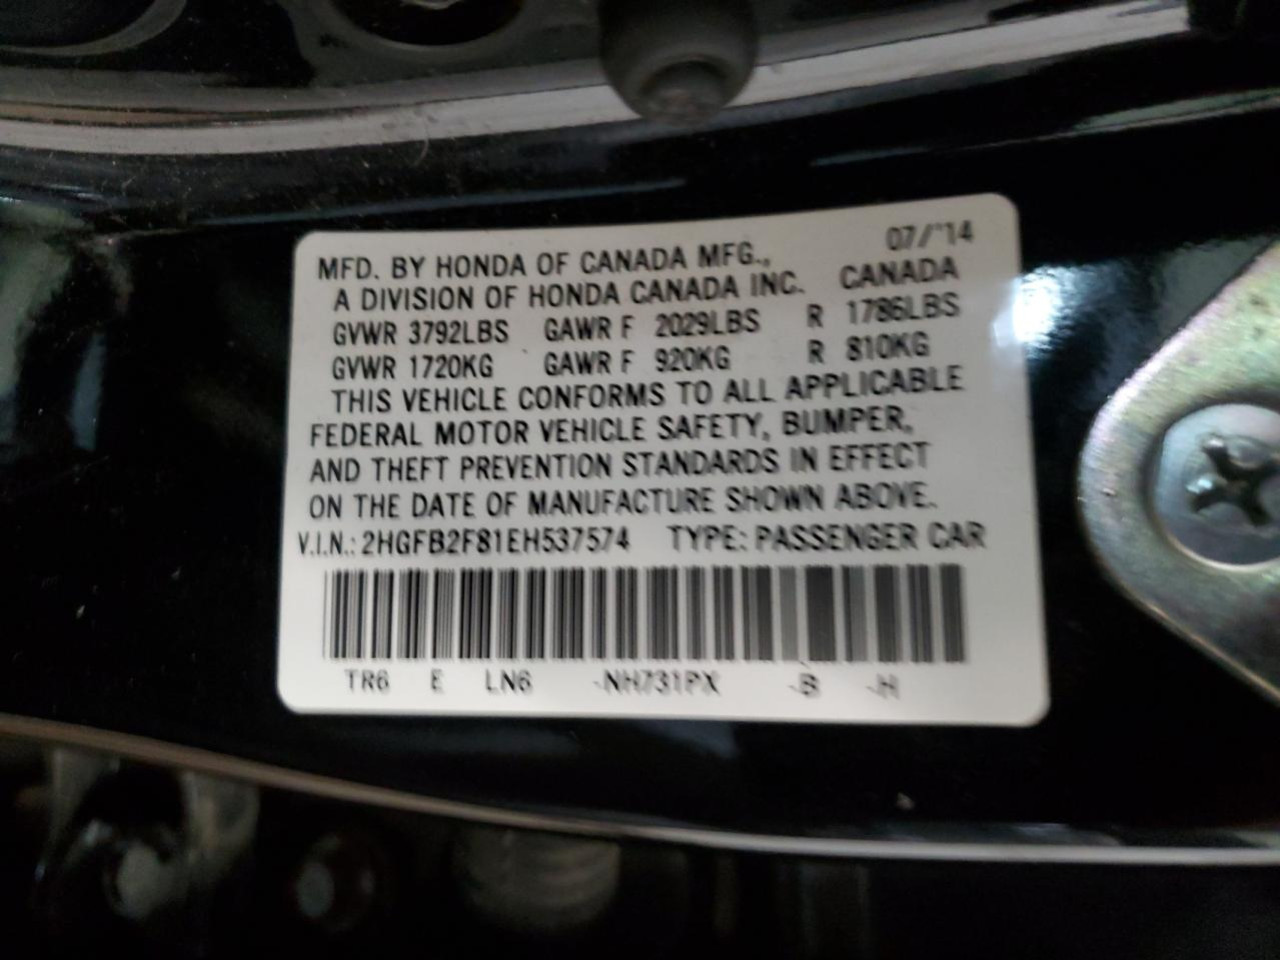 07/'14
MFD. BY HONDA OF CANADA MFG.,
A DIVISION OF HONDA CANADA INC. CANADA
GVWR 3792LBS GAWR F 2029LBS R 1786LBS
GVWR 1720KG GAWR F 920KG R 810KG
THIS VEHICLE CONFORMS TO ALL APPLICABLE
FEDERAL MOTOR VEHICLE SAFETY, BUMPER,
AND THEFT PREVENTION STANDARDS IN EFFECT
ON THE DATE OF MANUFACTURE SHOWN ABOVE.
V.I.N.: 2HGFB2F81EH537574 TYPE: PASSENGER CAR
TR6 E LN6 -NH731PX -B -H